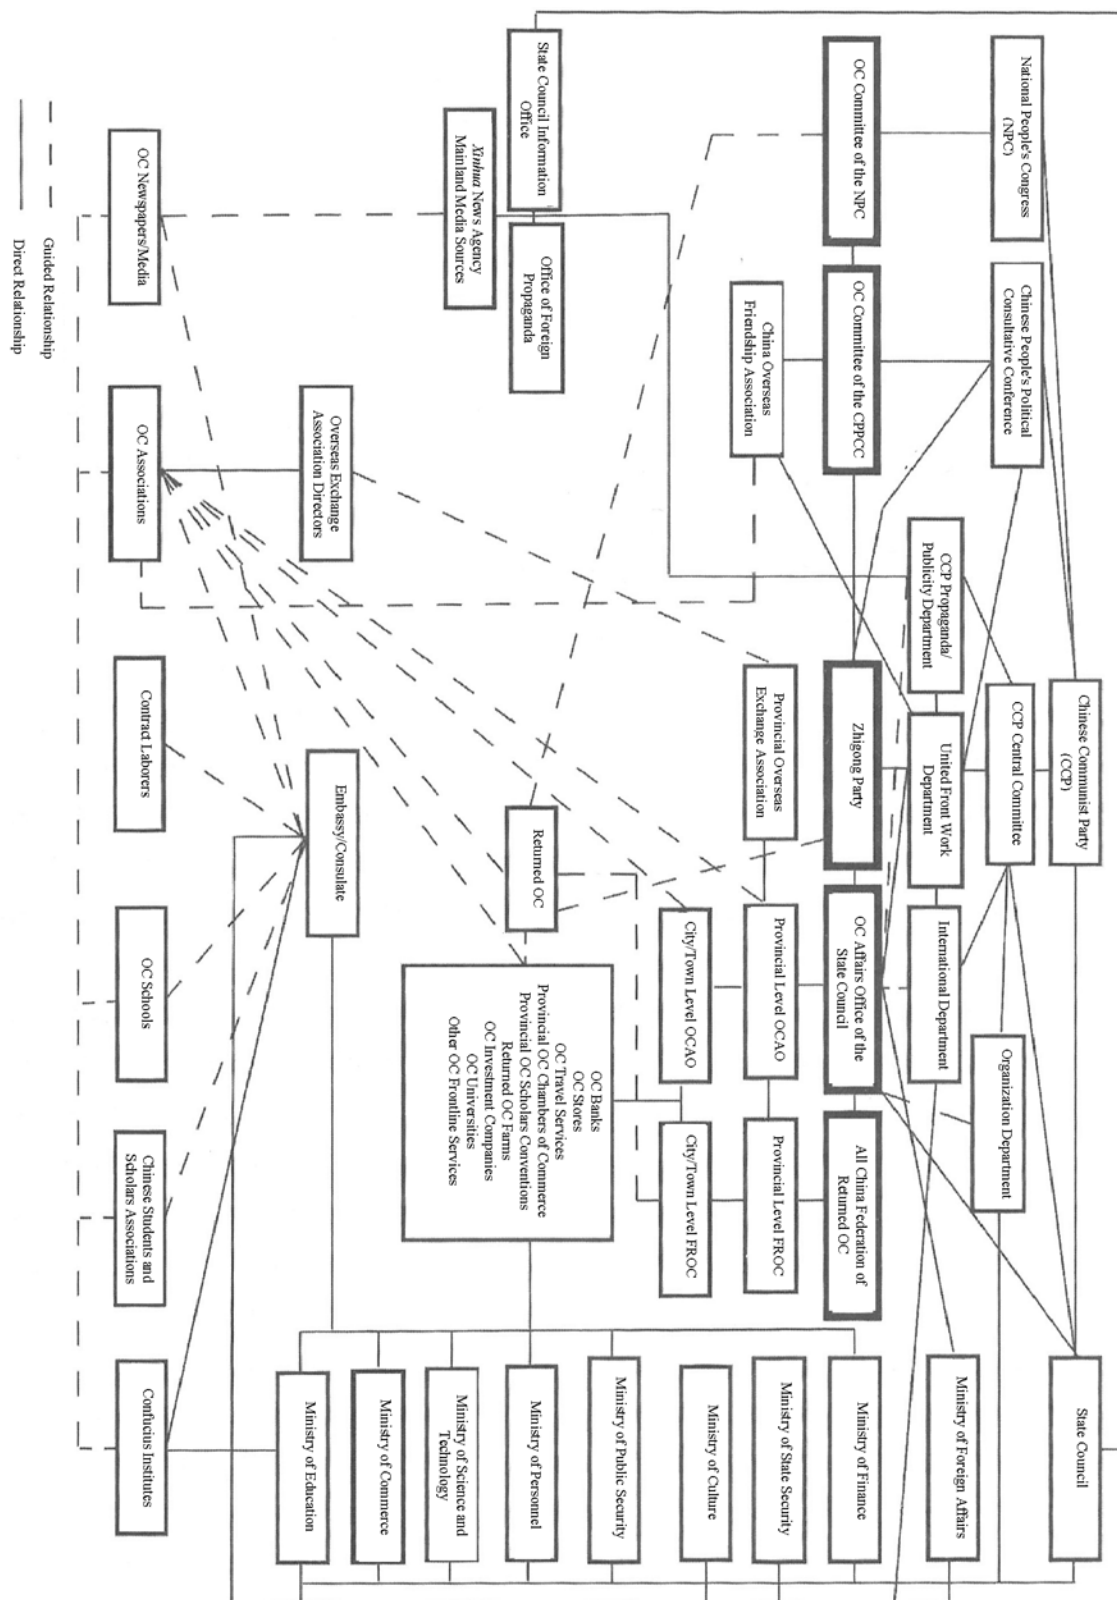 Chinese Communist Party
(CCP)
State Council
National People's Congress
(NPC)
Chinese People's Political
Consultative Conference
CCP Central Committee
Organization Department
CCP Propaganda/
Publicity Department
United Front Work
Department
International Department
Ministry of Foreign Affairs
OC Committee of the NPC
OC Committee of the CPPCC
Zhigong Party
OC Affairs Office of the
State Council
All China Federation of
Returned OC
Ministry of Finance
China Overseas
Friendship Association
Provincial Overseas
Exchange Association
Provincial Level OCAO
Provincial Level FROC
Ministry of State Security
City/Town Level OCAO
City/Town Level FROC
Ministry of Culture
State Council Information
Office
Office of Foreign
Propaganda
Returned OC
OC Banks
OC Stores
OC Travel Services
Provincial OC Chambers of Commerce
Provincial OC Scholars Conventions
Returned OC Farms
OC Investment Companies
OC Universities
Other OC Frontline Services
Ministry of Public Security
Ministry of Personnel
Xinhua News Agency
Mainland Media Sources
Ministry of Science and
Technology
Ministry of Commerce
Overseas Exchange
Association Directors
Embassy/Consulate
Ministry of Education
OC Newspapers/Media
OC Associations
Contract Laborers
OC Schools
Chinese Students and
Scholars Associations
Confucius Institutes
Guided Relationship
Direct Relationship